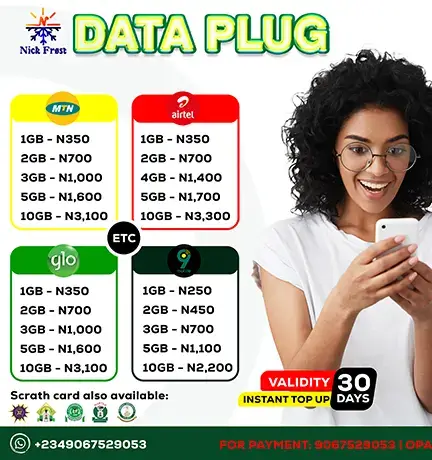 Nick Frost
DATA PLUG
MTN
1GB - N350
2GB - N700
3GB - N1,000
5GB - N1,600
10GB - N3,100
airtel
1GB - N350
2GB - N700
4GB - N1,400
5GB - N1,700
10GB - N3,300
ETC
glo
1GB - N350
2GB - N700
3GB - N1,000
5GB - N1,600
10GB - N3,100
9
1GB - N250
2GB - N450
3GB - N700
5GB - N1,100
10GB - N2,200
VALIDITY 30
INSTANT TOP UP DAYS
Scrath card also available:
+2349067529053
FOR PAYMENT: 9067529053 | OPA